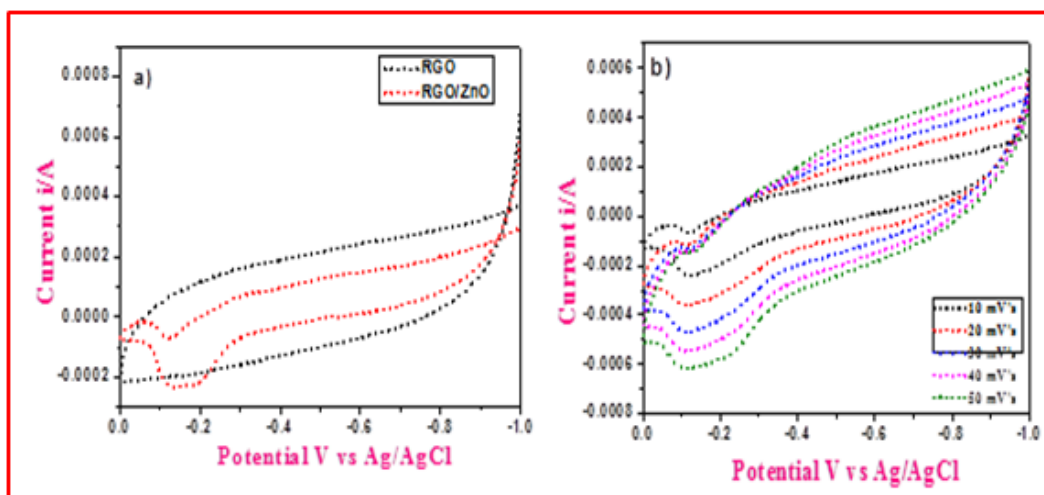 a)
RGO
RGO/ZnO
0.0008
0.0006
0.0004
0.0002
0.0000
-0.0002
Current i/A
0.0
-0.2
-0.4
-0.6
-0.8
-1.0
Potential V vs Ag/AgCl
b)
0.0006
0.0004
0.0002
0.0000
-0.0002
-0.0004
-0.0006
-0.0008
Current i/A
10 mV's
20 mV's
30 mV's
40 mV's
50 mV's
0.0
-0.2
-0.4
-0.6
-0.8
-1.0
Potential V vs Ag/AgCl